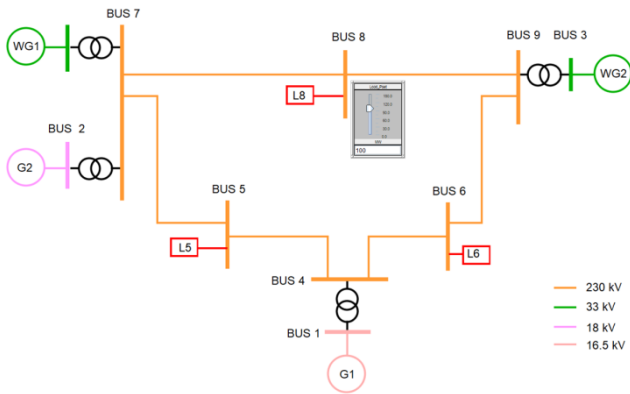 BUS 7
BUS 8
BUS 9
BUS 3
WG1
WG2
L8
MW
100
BUS 2
G2
BUS 5
BUS 6
L5
L6
BUS 4
BUS 1
G1
230 kV
33 kV
18 kV
16.5 kV